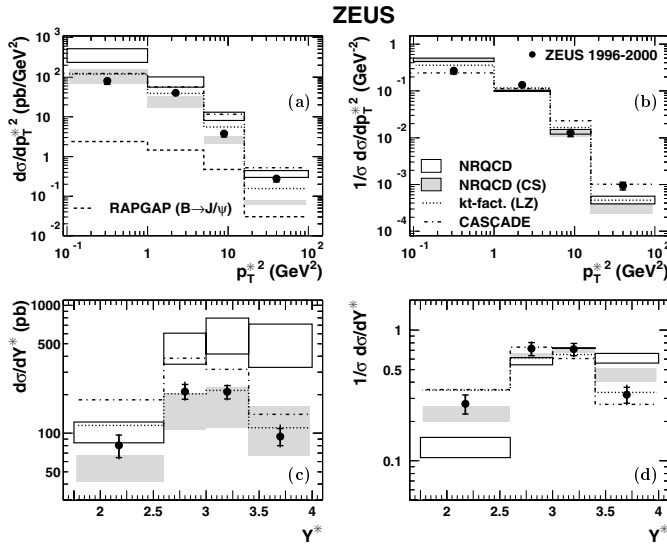 ZEUS
dσ/dp*T² (pb/GeV²)
10³
10²
10
1
10⁻¹
10⁻²
(a)
RAPGAP (B→J/ψ)
10⁻¹ 1 10 10²
p*T² (GeV²)
1/σ dσ/dp*T² (GeV⁻²)
1
10⁻¹
10⁻²
10⁻³
10⁻⁴
ZEUS 1996-2000
(b)
NRQCD
NRQCD (CS)
kt-fact. (LZ)
CASCADE
10⁻¹ 1 10 10²
p*T² (GeV²)
dσ/dY* (pb)
1000
500
100
50
(c)
2 2.5 3 3.5 4
Y*
1/σ dσ/dY*
1
0.5
0.1
(d)
2 2.5 3 3.5 4
Y*